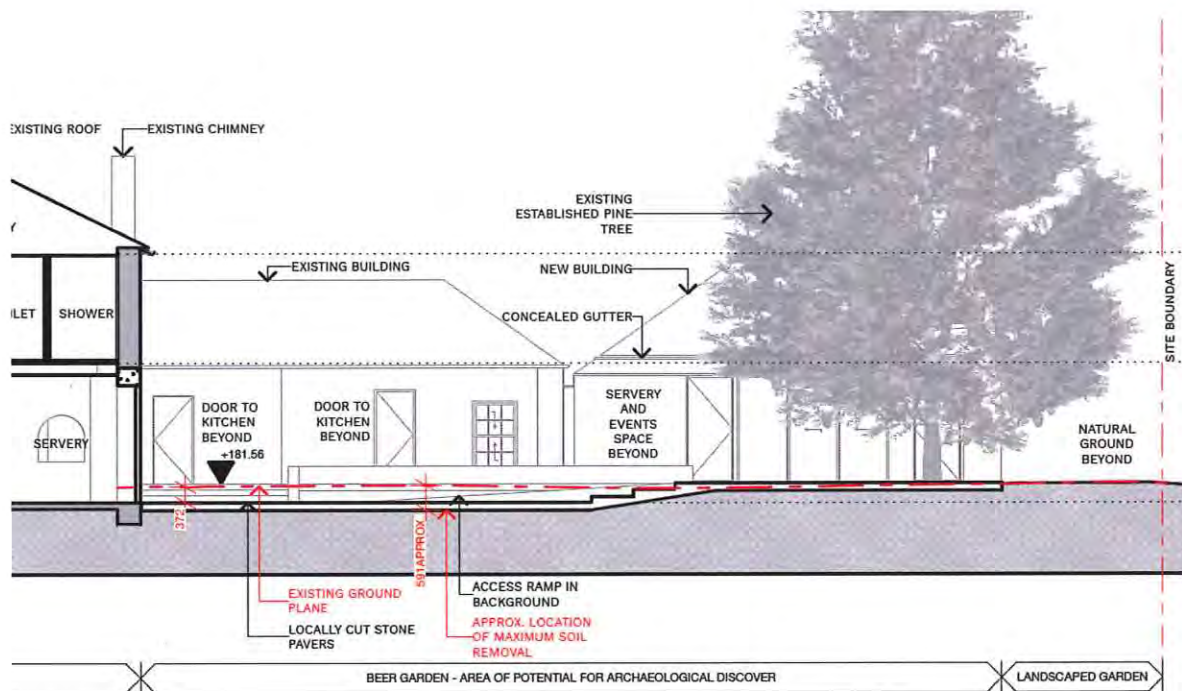 EXISTING ROOF
EXISTING CHIMNEY
EXISTING
ESTABLISHED PINE
TREE
EXISTING BUILDING
NEW BUILDING
CONCEALED GUTTER
SHOWER
SERVERY
DOOR TO
KITCHEN
BEYOND
+181.56
DOOR TO
KITCHEN
BEYOND
SERVERY
AND
EVENTS
SPACE
BEYOND
NATURAL
GROUND
BEYOND
SITE BOUNDARY
372
591APPROX
EXISTING GROUND
PLANE
LOCALLY CUT STONE
PAVERS
ACCESS RAMP IN
BACKGROUND
APPROX. LOCATION
OF MAXIMUM SOIL
REMOVAL
BEER GARDEN - AREA OF POTENTIAL FOR ARCHAEOLOGICAL DISCOVER
LANDSCAPED GARDEN